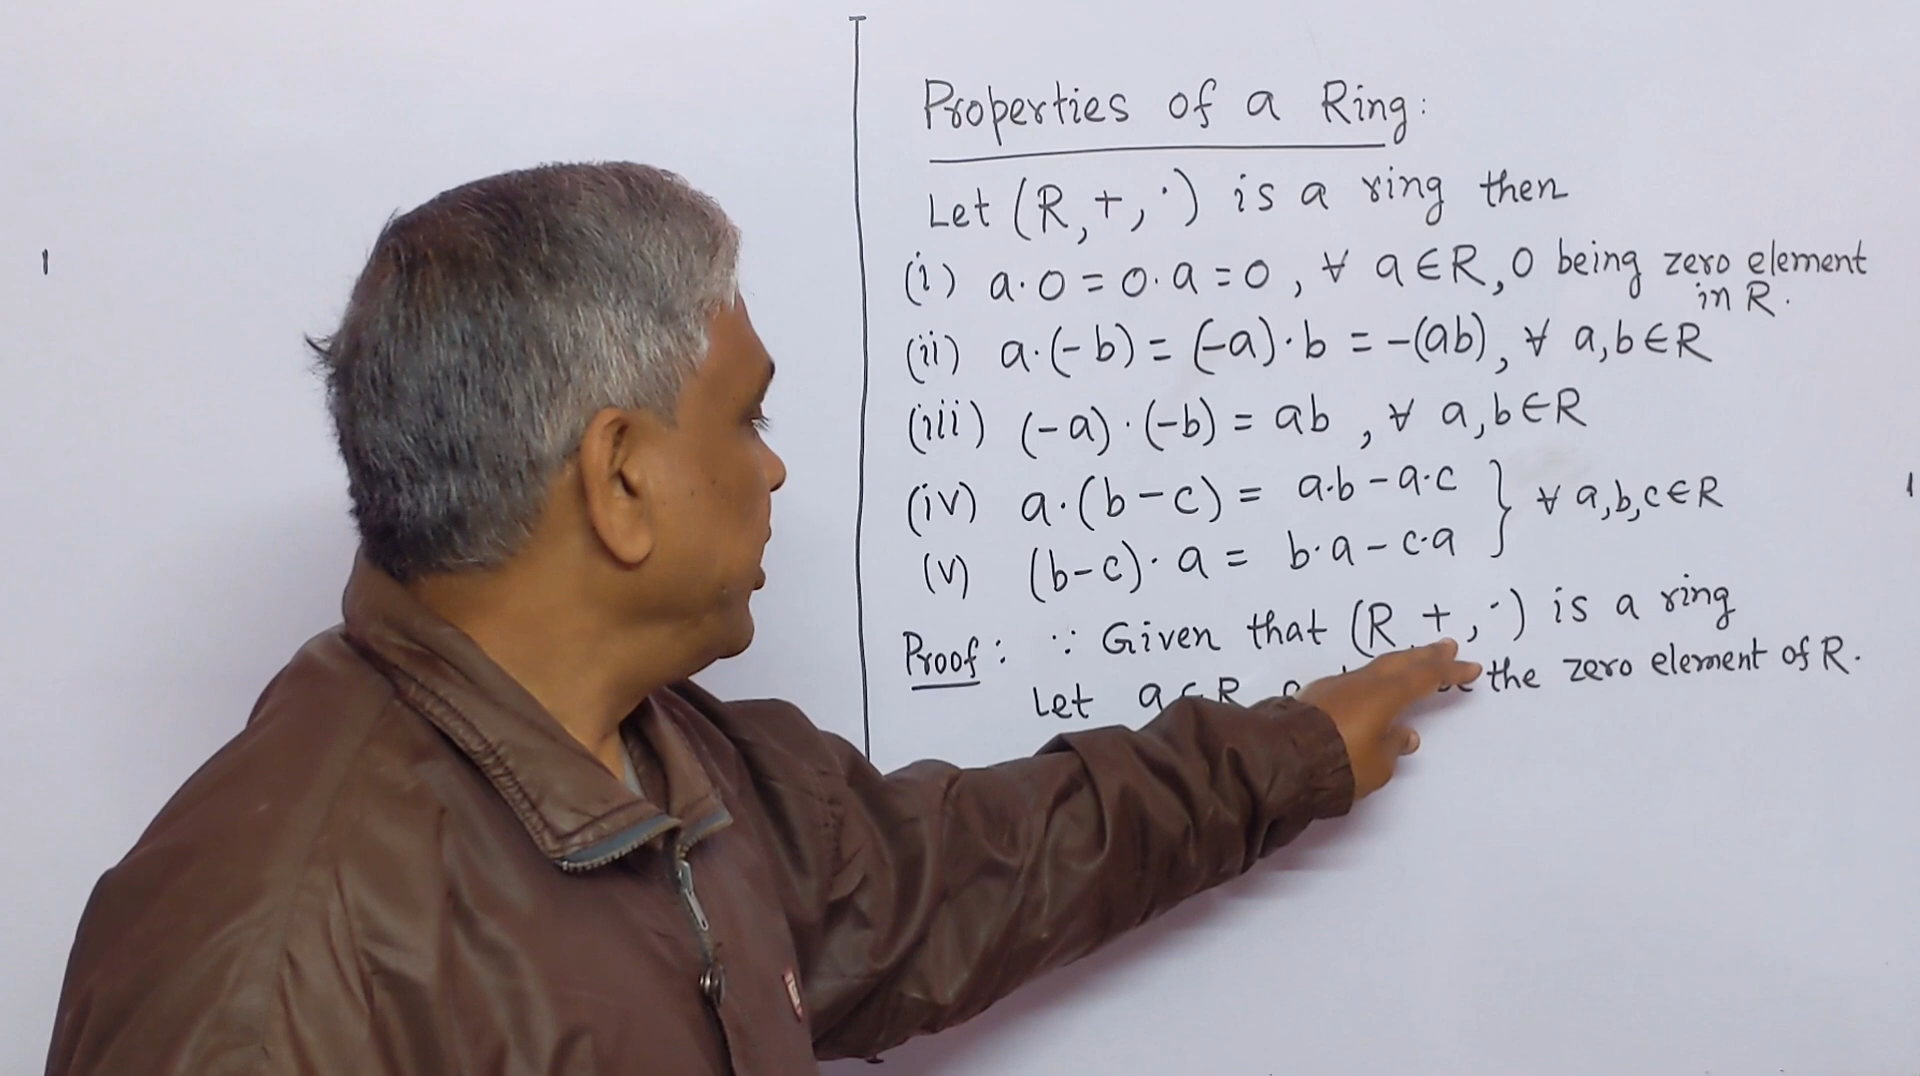 Properties of a Ring:
Let (R, +, ·) is a ring then
(i) a·0 = 0·a = 0, ∀ a∈R, 0 being zero element
in R.
(ii) a·(-b) = (-a)·b = -(ab), ∀ a,b∈R
(iii) (-a)·(-b) = ab, ∀ a,b∈R
(iv) a·(b-c) = a·b - a·c } ∀ a,b,c∈R
(v) (b-c)·a = b·a - c·a
Proof: ∵ Given that (R, +, ·) is a ring
Let a∈R the zero element of R.